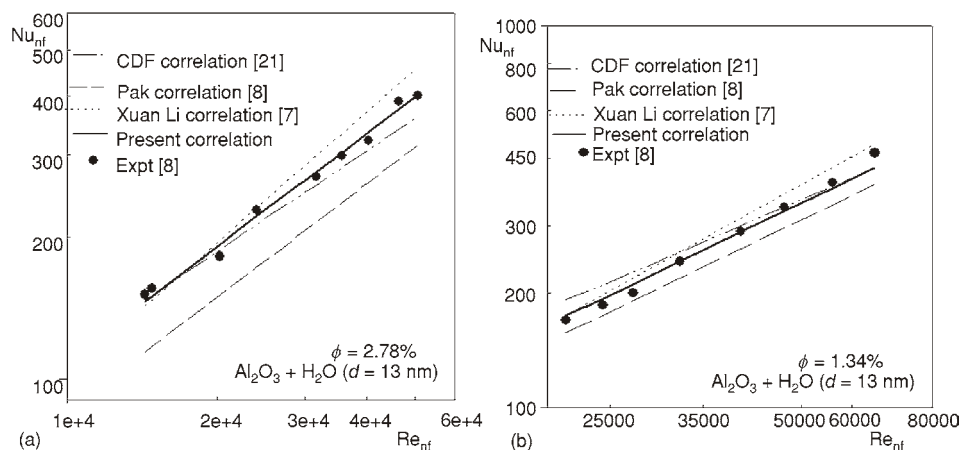 600
Nu_nf
500
CDF correlation [21]
400
Pak correlation [8]
Xuan Li correlation [7]
Present correlation
300
Expt [8]
200
ϕ = 2.78%
Al₂O₃ + H₂O (d = 13 nm)
100
1e+4 2e+4 3e+4 4e+4 6e+4
(a) Re_nf
1000
Nu_nf
800
CDF correlation [21]
600
Pak correlation [8]
Xuan Li correlation [7]
Present correlation
450
Expt [8]
300
200
ϕ = 1.34%
Al₂O₃ + H₂O (d = 13 nm)
100
25000 35000 50000 60000 80000
(b) Re_nf